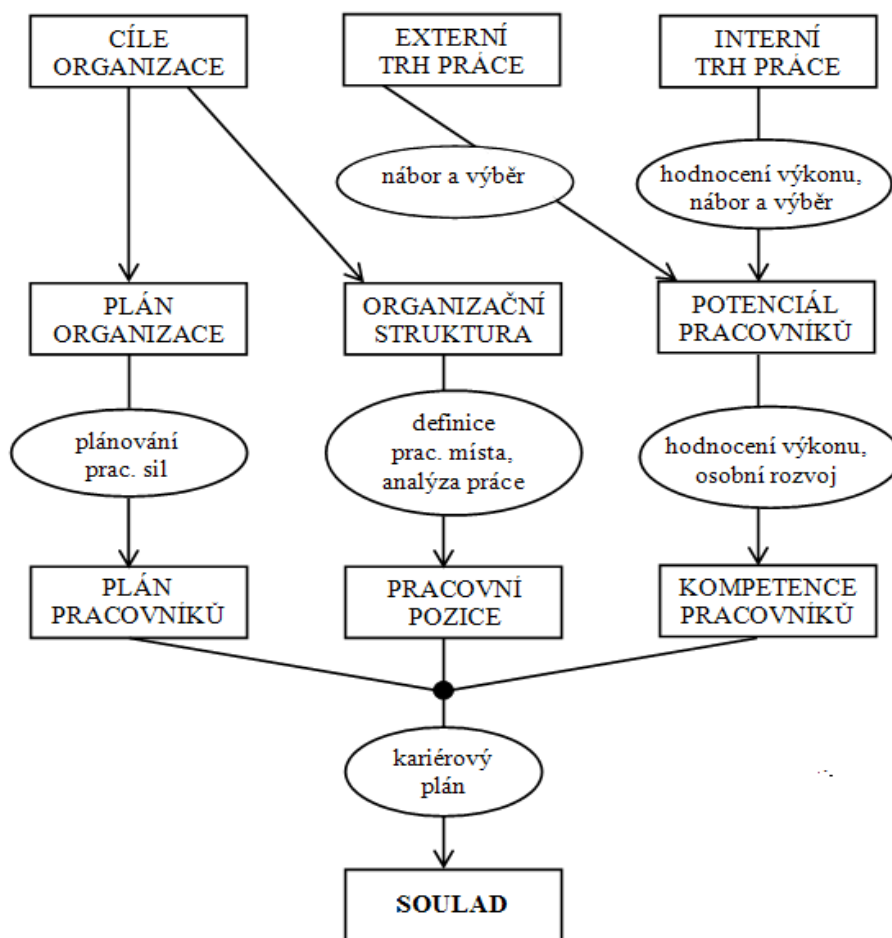 CÍLE
ORGANIZACE
EXTERNÍ
TRH PRÁCE
INTERNÍ
TRH PRÁCE
nábor a výběr
hodnocení výkonu,
nábor a výběr
PLÁN
ORGANIZACE
ORGANIZAČNÍ
STRUKTURA
POTENCIÁL
PRACOVNÍKŮ
plánování
prac. sil
definice
prac. místa,
analýza práce
hodnocení výkonu,
osobní rozvoj
PLÁN
PRACOVNÍKŮ
PRACOVNÍ
POZICE
KOMPETENCE
PRACOVNÍKŮ
kariérový
plán
SOULAD